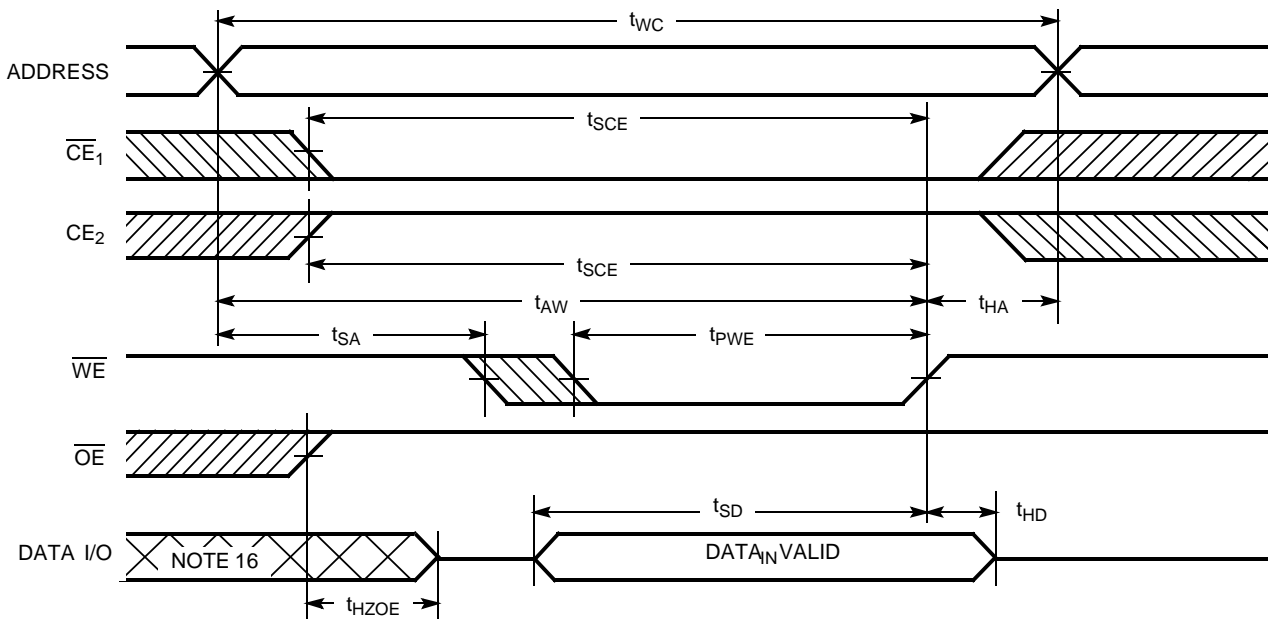 tWC
ADDRESS
tSCE
CE1
CE2
tSCE
tAW
tHA
tSA
tPWE
WE
OE
tSD
tHD
DATA I/O
NOTE 16
DATAIN VALID
tHZOE